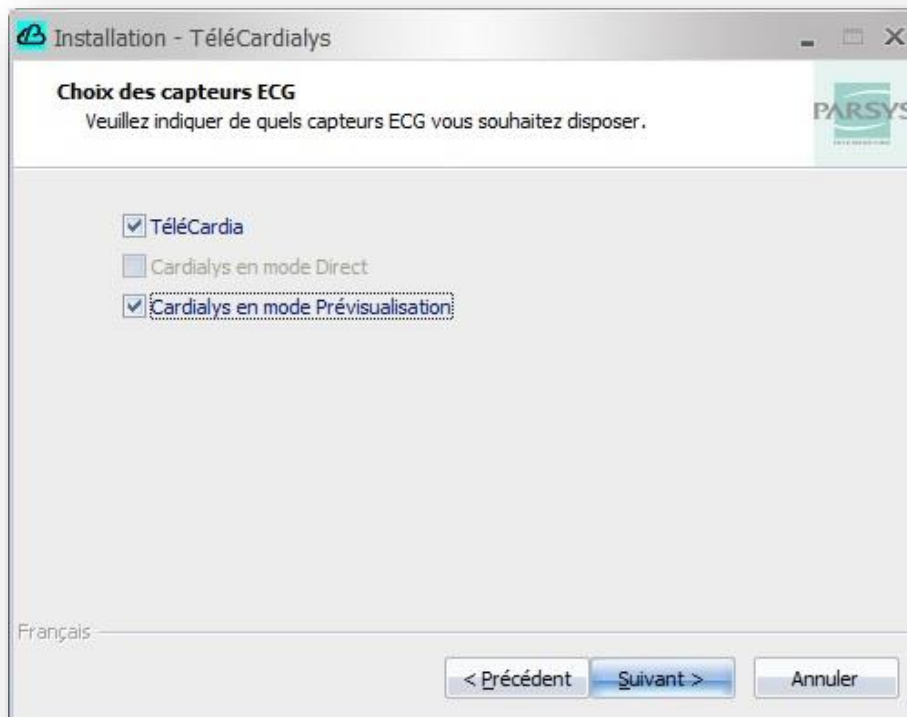 Installation - TéléCardialys
Choix des capteurs ECG
Veuillez indiquer de quels capteurs ECG vous souhaitez disposer.
PARSYS
TéléCardia
Cardialys en mode Direct
Cardialys en mode Prévisualisation
Français
< Précédent
Suivant >
Annuler